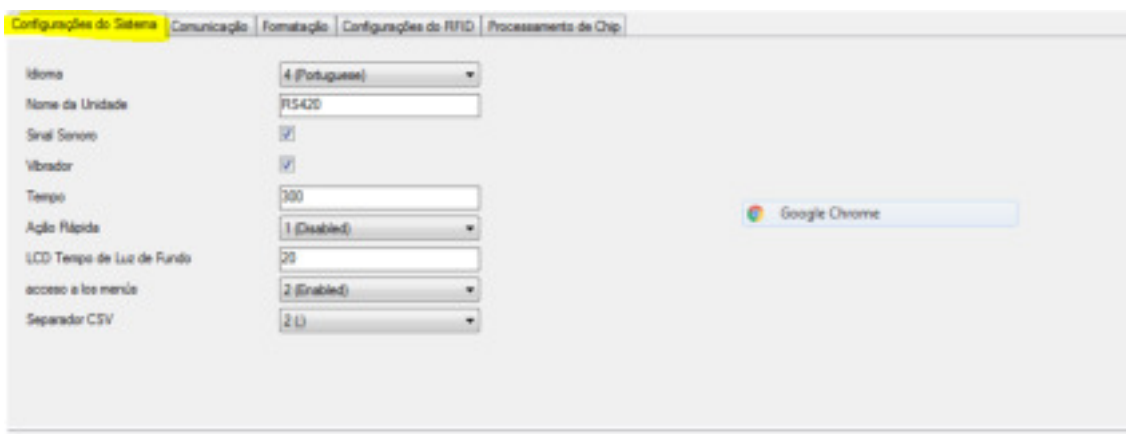 Configurações do Sistema Comunicação Formatação Configurações do RFID Processamento de Chip
Idioma 4 (Portuguese)
Nome da Unidade RS420
Sinal Sonoro
Vibrador
Tempo 300
Ação Rápida 1 (Disabled)
Google Chrome
LCD Tempo de Luz de Fundo 20
acceso a los menús 2 (Enabled)
Separador CSV